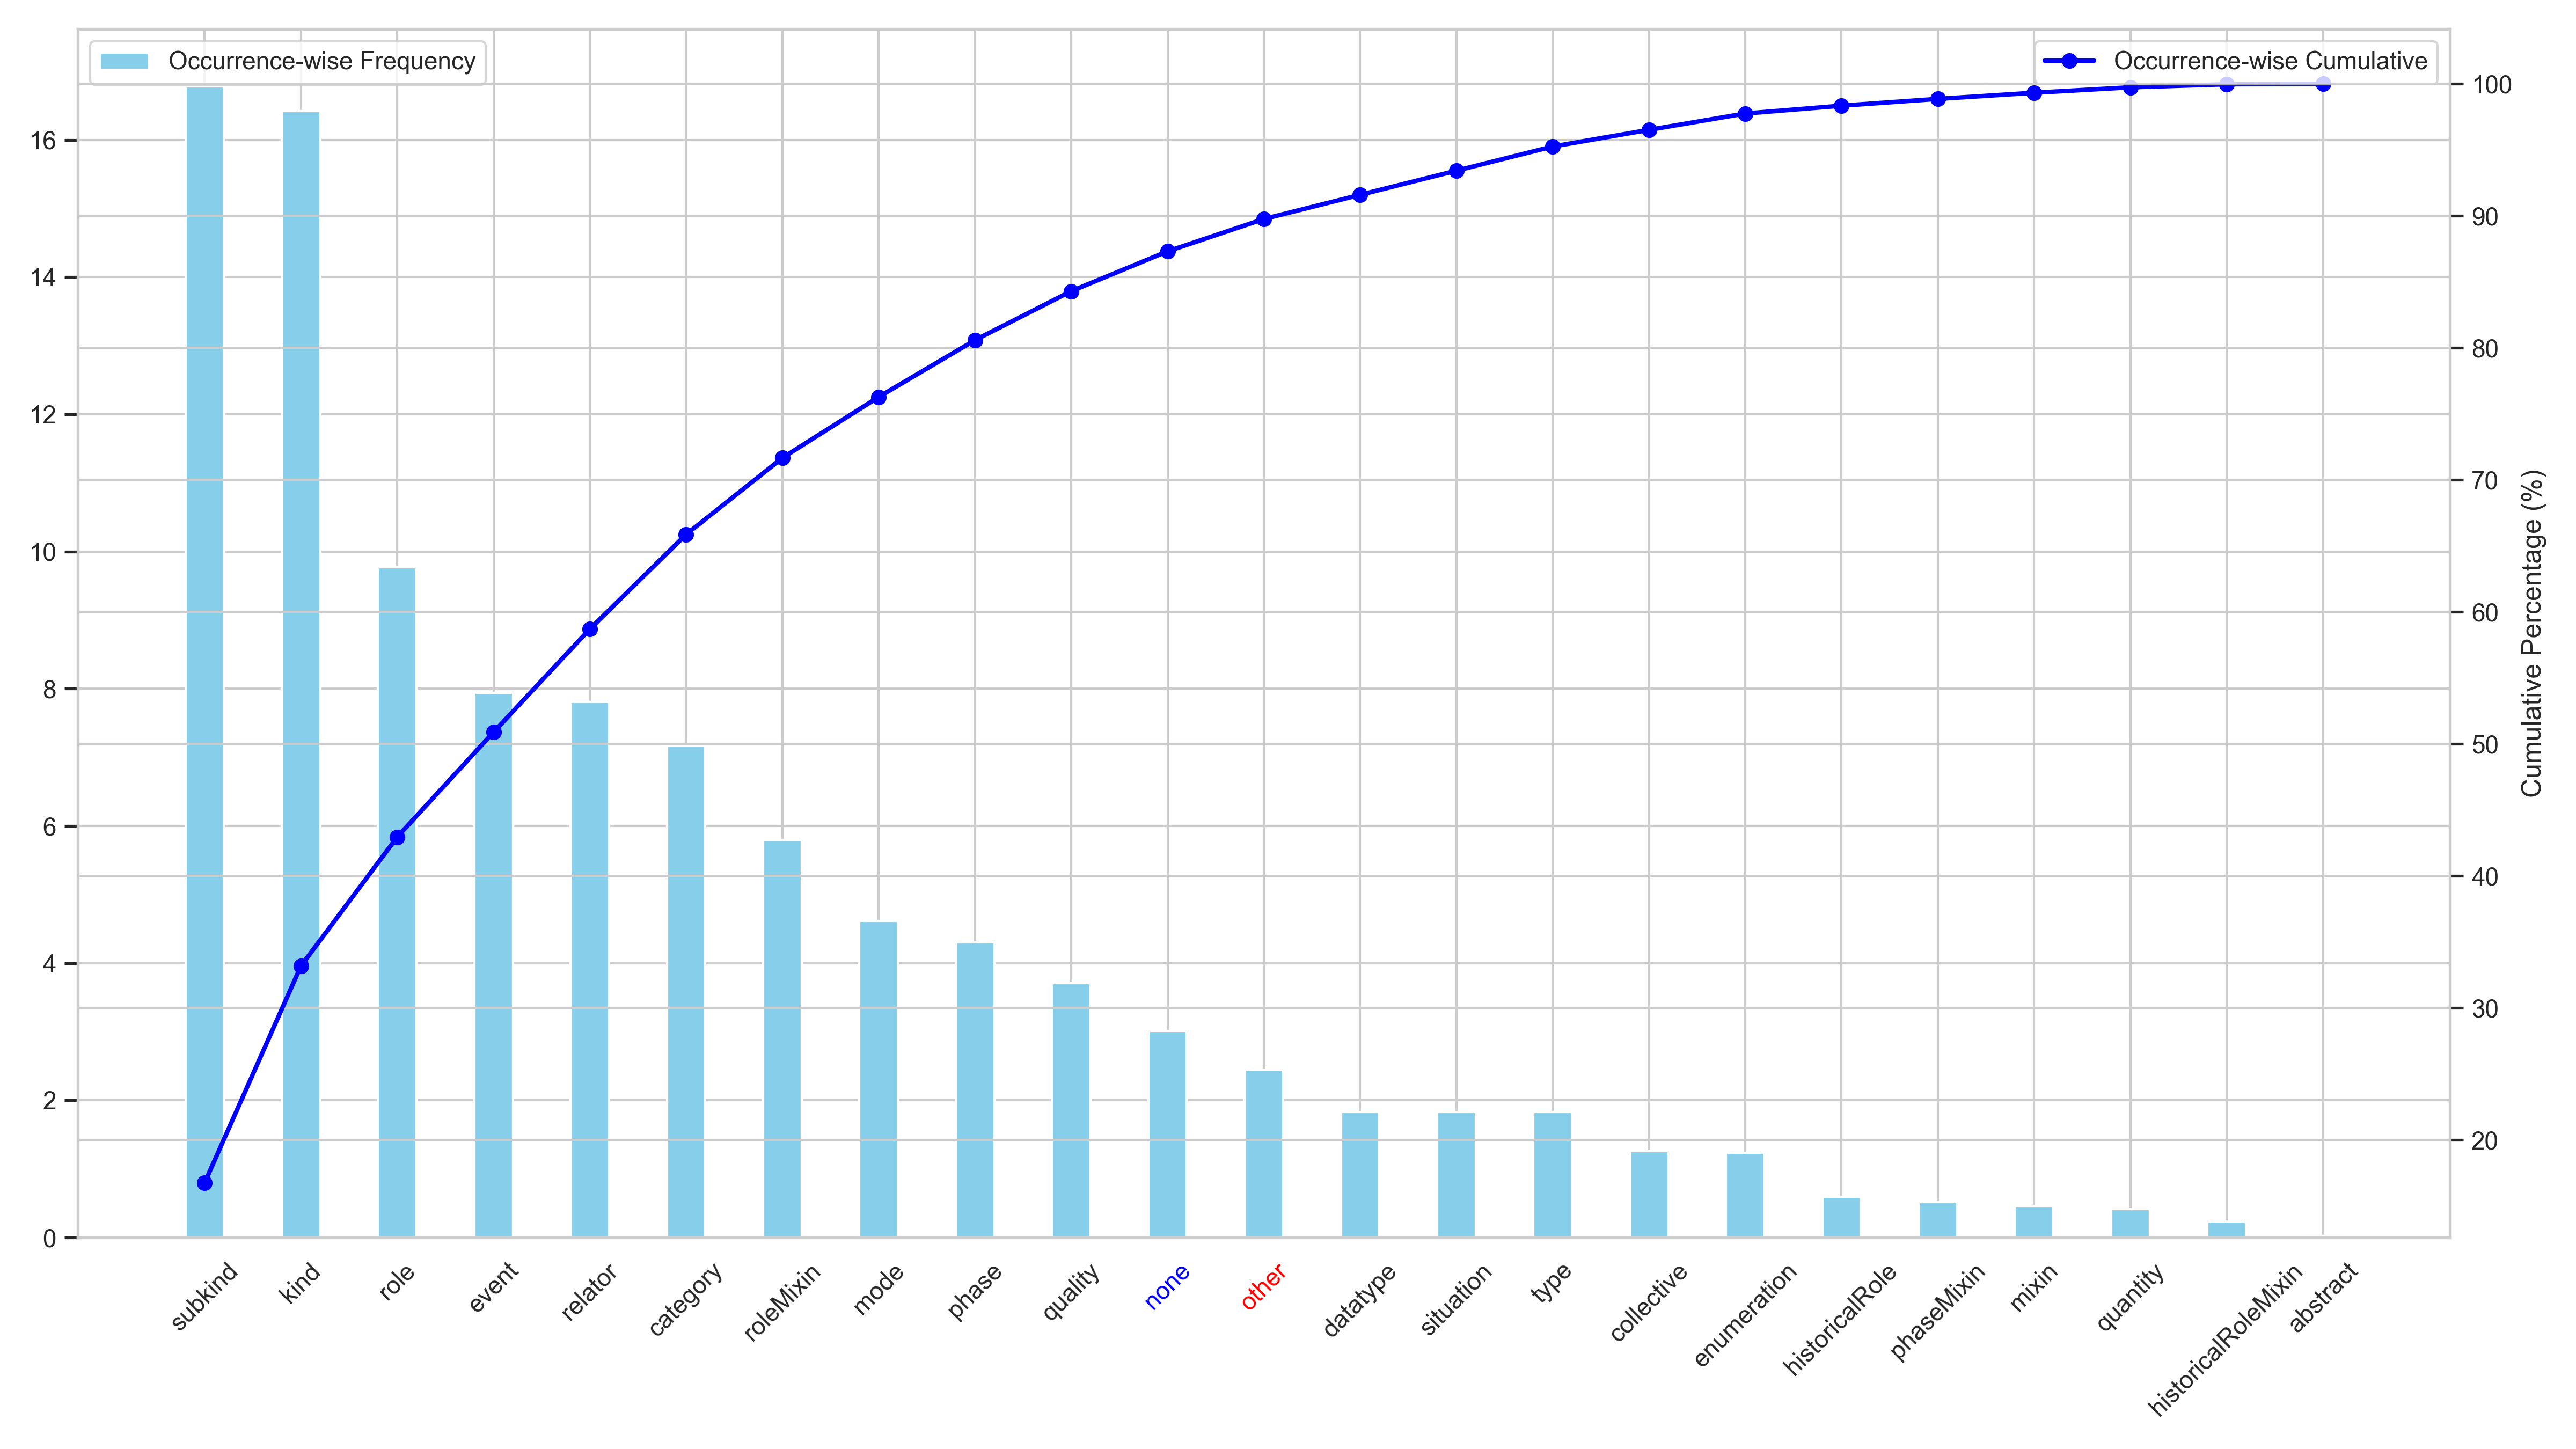 Occurrence-wise Frequency
Occurrence-wise Cumulative
16
14
12
10
8
6
4
2
0
100
90
80
70
60
50
40
30
20
Cumulative Percentage (%)
subkind
kind
role
event
relator
category
roleMixin
mode
phase
quality
none
other
datatype
situation
type
collective
enumeration
historicalRole
phaseMixin
mixin
quantity
historicalRoleMixin
abstract